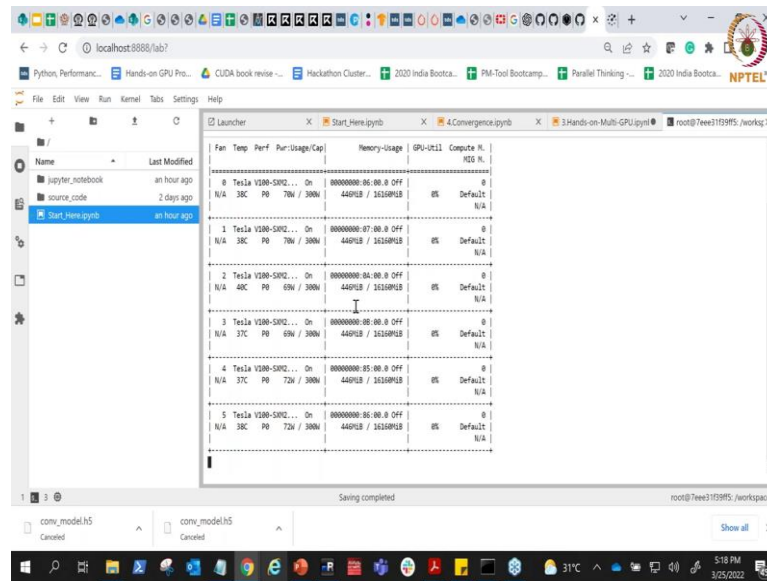 localhost:8888/lab?
Python, Performanc... Hands-on GPU Pro... CUDA book revise -... Hackathon Cluster... 2020 India Bootca... PM-Tool Bootcamp... Parallel Thinking -... 2020 India Bootca...
NPTEL
File Edit View Run Kernel Tabs Settings Help
Launcher X Start_Here.ipynb X 4.Convergence.ipynb X 3.Hands-on-Multi-GPU.ipynl root@7eee31f39ff5: /worksp
/
Name Last Modified
jupyter_notebook an hour ago
source_code 2 days ago
Start_Here.ipynb an hour ago
| Fan Temp Perf Pwr:Usage/Cap| Memory-Usage | GPU-Util Compute M. |
| | | MIG M. |
| 0 Tesla V100-SXM2... On | 00000000:06:00.0 Off | 0 |
| N/A 38C P0 70W / 300W | 446MiB / 16160MiB | 0% Default |
| | | N/A |
| 1 Tesla V100-SXM2... On | 00000000:07:00.0 Off | 0 |
| N/A 38C P0 70W / 300W | 446MiB / 16160MiB | 0% Default |
| | | N/A |
| 2 Tesla V100-SXM2... On | 00000000:0A:00.0 Off | 0 |
| N/A 40C P0 69W / 300W | 446MiB / 16160MiB | 0% Default |
| | | N/A |
| 3 Tesla V100-SXM2... On | 00000000:0B:00.0 Off | 0 |
| N/A 37C P0 69W / 300W | 446MiB / 16160MiB | 0% Default |
| | | N/A |
| 4 Tesla V100-SXM2... On | 00000000:85:00.0 Off | 0 |
| N/A 37C P0 72W / 300W | 446MiB / 16160MiB | 0% Default |
| | | N/A |
| 5 Tesla V100-SXM2... On | 00000000:86:00.0 Off | 0 |
| N/A 38C P0 72W / 300W | 446MiB / 16160MiB | 0% Default |
| | | N/A |
1 3 Saving completed root@7eee31f39ff5: /workspac
conv_model.h5 conv_model.h5 Show all
Canceled Canceled
31°C 5:18 PM
3/25/2022